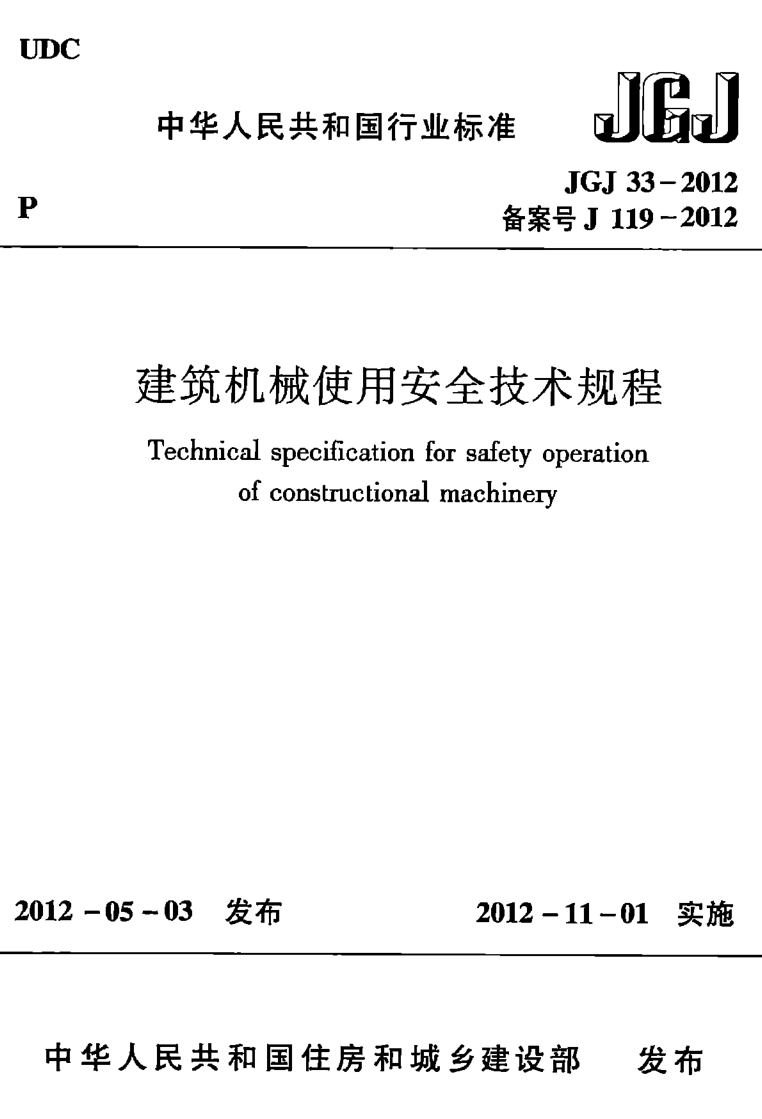 UDC
中华人民共和国行业标准
JGJ
JGJ 33－2012
P
备案号 J 119－2012
建筑机械使用安全技术规程
Technical specification for safety operation
of constructional machinery
2012－05－03 发布 2012－11－01 实施
中华人民共和国住房和城乡建设部 发布